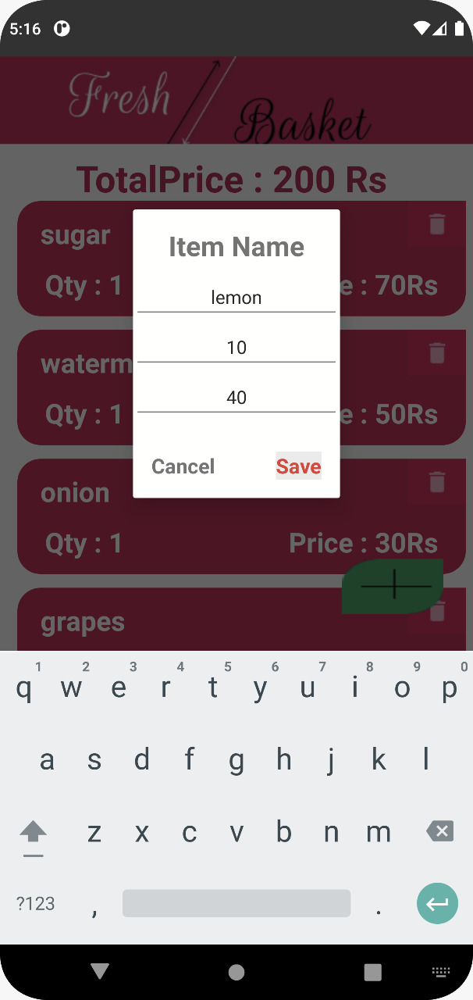 5:16
Fresh
Basket
TotalPrice : 200 Rs
sugar
Qty : 1
e : 70Rs
Item Name
lemon
10
40
Cancel
Save
waterm
Qty : 1
e : 50Rs
onion
Qty : 1
Price : 30Rs
grapes
1 2 3 4 5 6 7 8 9 0
q w e r t y u i o p
a s d f g h j k l
z x c v b n m
?123 , .